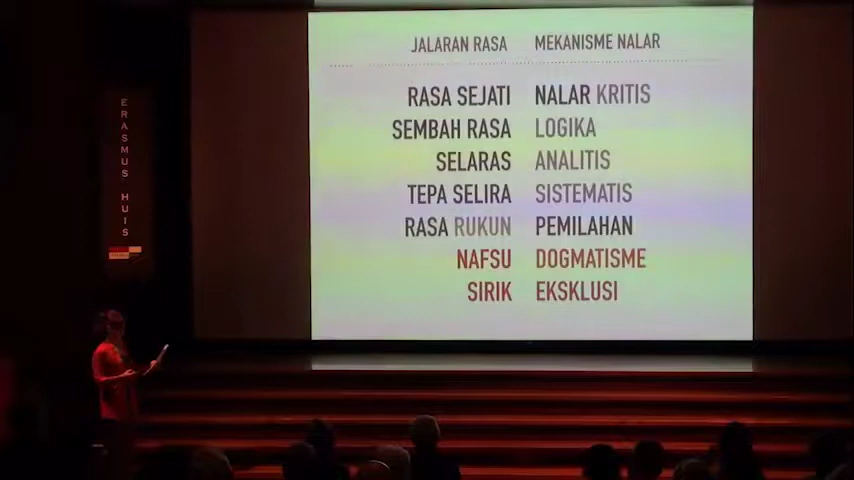 JALARAN RASA MEKANISME NALAR
RASA SEJATI NALAR KRITIS
SEMBAH RASA LOGIKA
SELARAS ANALITIS
TEPA SELIRA SISTEMATIS
RASA RUKUN PEMILAHAN
NAFSU DOGMATISME
SIRIK EKSKLUSI
ERASMUS HUIS